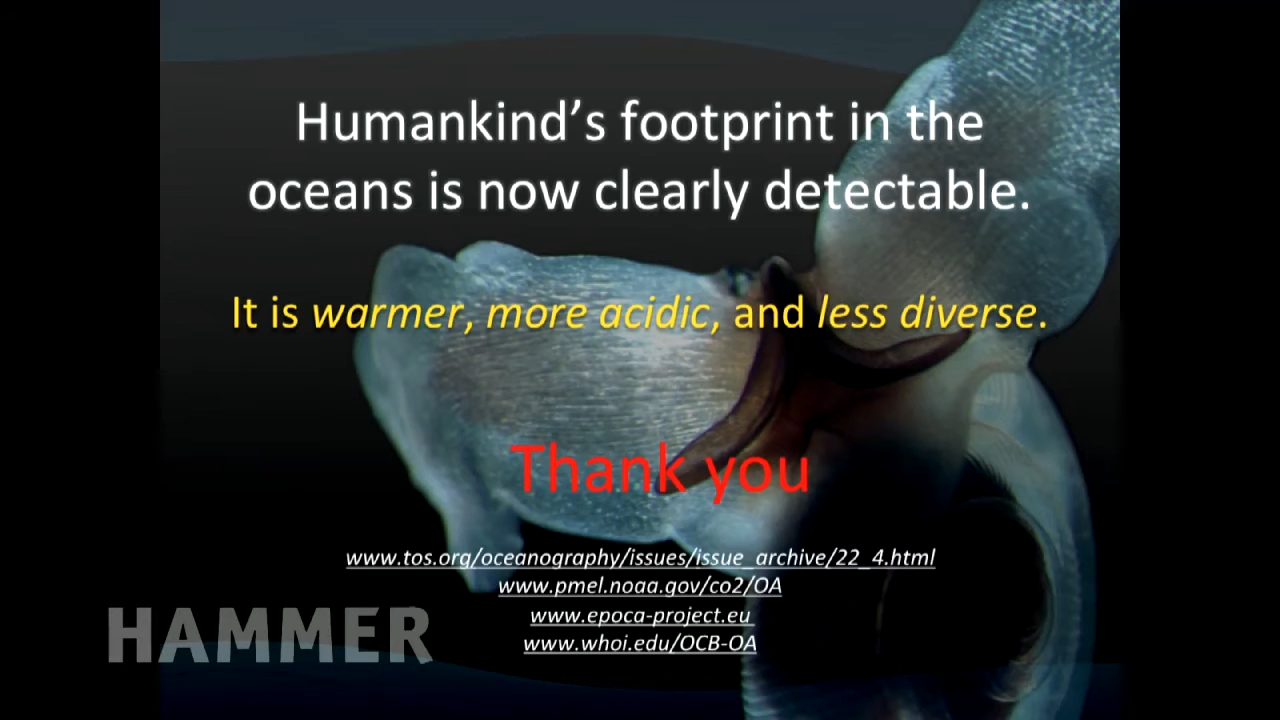 Humankind’s footprint in the
oceans is now clearly detectable.
It is warmer, more acidic, and less diverse.
Thank you
www.tos.org/oceanography/issues/issue_archive/22_4.html
www.pmel.noaa.gov/co2/OA
www.epoca-project.eu
www.whoi.edu/OCB-OA
HAMMER